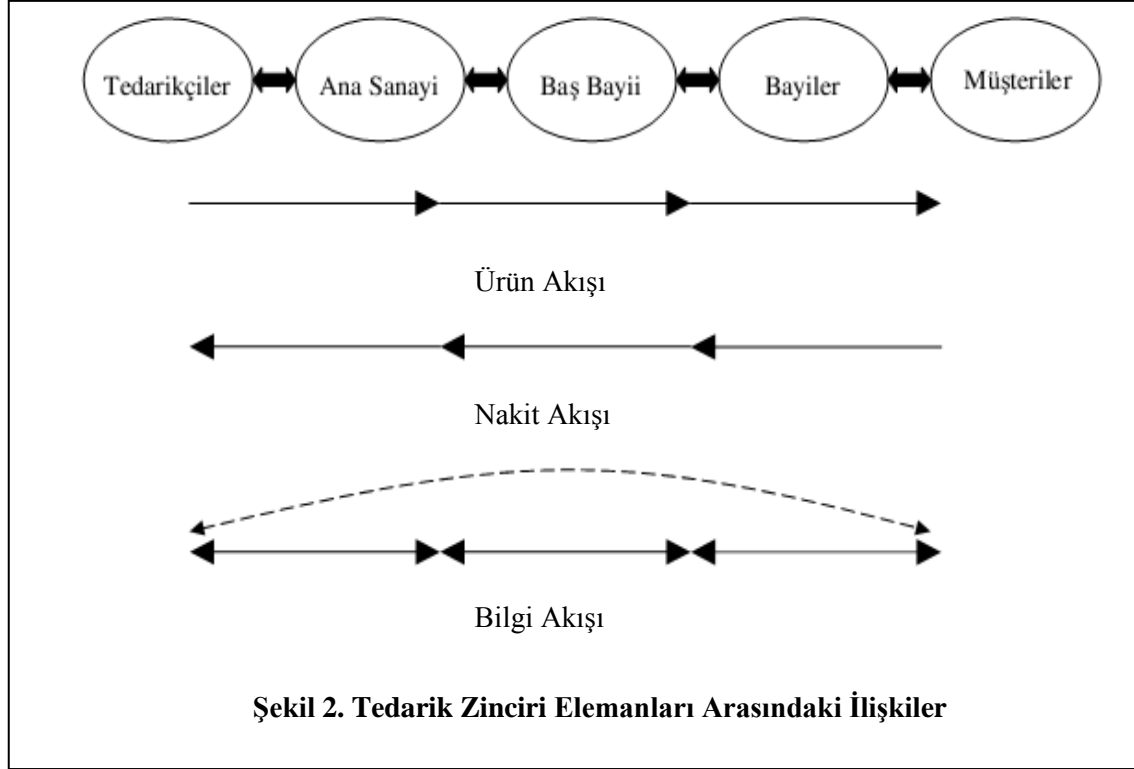 Tedarikçiler Ana Sanayi Baş Bayii Bayiler Müşteriler
Ürün Akışı
Nakit Akışı
Bilgi Akışı
Şekil 2. Tedarik Zinciri Elemanları Arasındaki İlişkiler